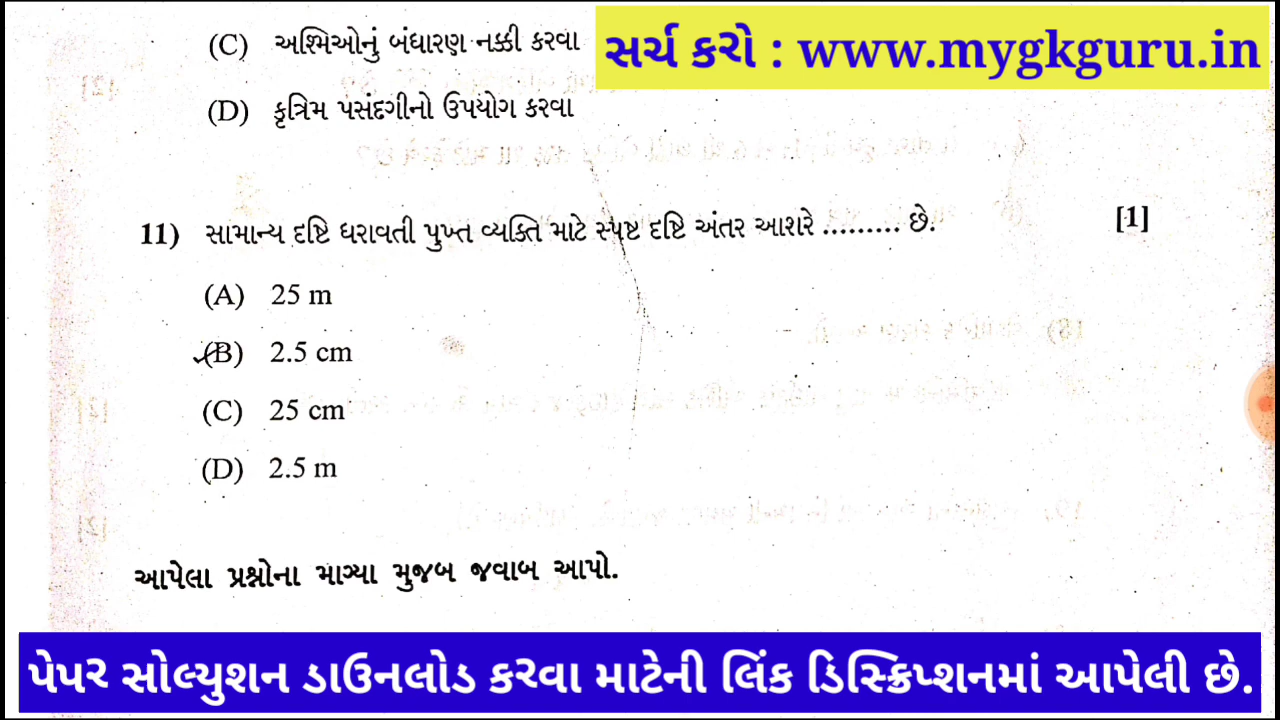 (C) અશ્મિઓનું બંધારણ નક્કી કરવા
સર્ચ કરો : www.mygkguru.in
(D) કૃત્રિમ પસંદગીનો ઉપયોગ કરવા
11) સામાન્ય દૃષ્ટિ ધરાવતી પુખ્ત વ્યક્તિ માટે સ્પષ્ટ દૃષ્ટિ અંતર આશરે ......... છે. [1]
(A) 25 m
(B) 2.5 cm
(C) 25 cm
(D) 2.5 m
આપેલા પ્રશ્નોના માગ્યા મુજબ જવાબ આપો.
પેપર સોલ્યુશન ડાઉનલોડ કરવા માટેની લિંક ડિસ્ક્રિપ્શનમાં આપેલી છે.